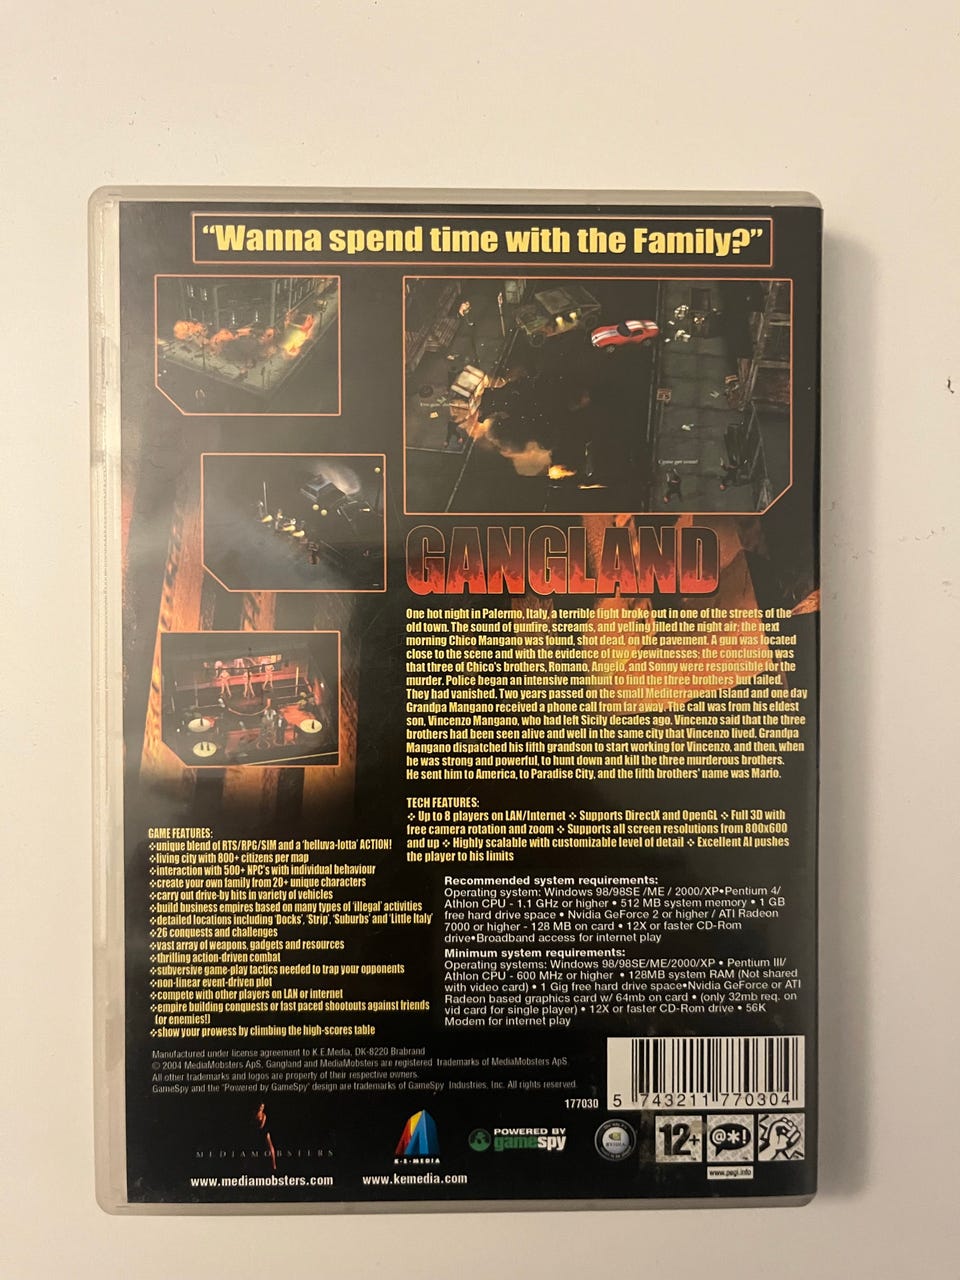 “Wanna spend time with the Family?”
GANGLAND
One hot night in Palermo, Italy, a terrible fight broke out in one of the streets of the
old town. The sound of gunfire, screams, and yelling filled the night air; the next
morning Chico Mangano was found, shot dead, on the pavement. A gun was located
close to the scene and with the evidence of two eyewitnesses; the conclusion was
that three of Chico's brothers, Romano, Angelo, and Sonny were responsible for the
murder. Police began an intensive manhunt to find the three brothers but failed.
They had vanished. Two years passed on the small Mediterranean Island and one day
Grandpa Mangano received a phone call from far away. The call was from his eldest
son, Vincenzo Mangano, who had left Sicily decades ago. Vincenzo said that the three
brothers had been seen alive and well in the same city that Vincenzo lived. Grandpa
Mangano dispatched his fifth grandson to start working for Vincenzo, and then, when
he was strong and powerful, to hunt down and kill the three murderous brothers.
He sent him to America, to Paradise City, and the fifth brothers' name was Mario.
TECH FEATURES:
❖ Up to 8 players on LAN/Internet ❖ Supports DirectX and OpenGL ❖ Full 3D with
free camera rotation and zoom ❖ Supports all screen resolutions from 800x600
and up ❖ Highly scalable with customizable level of detail ❖ Excellent AI pushes
the player to his limits
GAME FEATURES:
❖unique blend of RTS/RPG/SIM and a 'helluva-lotta' ACTION!
❖living city with 800+ citizens per map
❖interaction with 500+ NPC's with individual behaviour
❖create your own family from 20+ unique characters
❖carry out drive-by hits in variety of vehicles
❖build business empires based on many types of 'illegal' activities
❖detailed locations including 'Docks', 'Strip', 'Suburbs' and 'Little Italy'
❖26 conquests and challenges
❖vast array of weapons, gadgets and resources
❖thrilling action-driven combat
❖subversive game-play tactics needed to trap your opponents
❖non-linear event-driven plot
❖compete with other players on LAN or internet
❖empire building conquests or fast paced shootouts against friends
(or enemies!)
❖show your prowess by climbing the high-scores table
Recommended system requirements:
Operating system: Windows 98/98SE /ME / 2000/XP•Pentium 4/
Athlon CPU - 1.1 GHz or higher • 512 MB system memory • 1 GB
free hard drive space • Nvidia GeForce 2 or higher / ATI Radeon
7000 or higher - 128 MB on card • 12X or faster CD-Rom
drive•Broadband access for internet play
Minimum system requirements:
Operating systems: Windows 98/98SE/ME/2000/XP • Pentium III/
Athlon CPU - 600 MHz or higher • 128MB system RAM (Not shared
with video card) • 1 Gig free hard drive space•Nvidia GeForce or ATI
Radeon based graphics card w/ 64mb on card • (only 32mb req. on
vid card for single player) • 12X or faster CD-Rom drive • 56K
Modem for internet play
Manufactured under license agreement to K.E.Media, DK-8220 Brabrand
© 2004 MediaMobsters ApS. Gangland and MediaMobsters are registered trademarks of MediaMobsters ApS.
All other trademarks and logos are property of their respective owners.
GameSpy and the "Powered by GameSpy" design are trademarks of GameSpy Industries, Inc. All rights reserved.
177030
5 743211 770304
MEDIAMOBSTERS
K·E·MEDIA
POWERED BY
gamespy
NVIDIA
12+
@*!
www.pegi.info
www.mediamobsters.com
www.kemedia.com